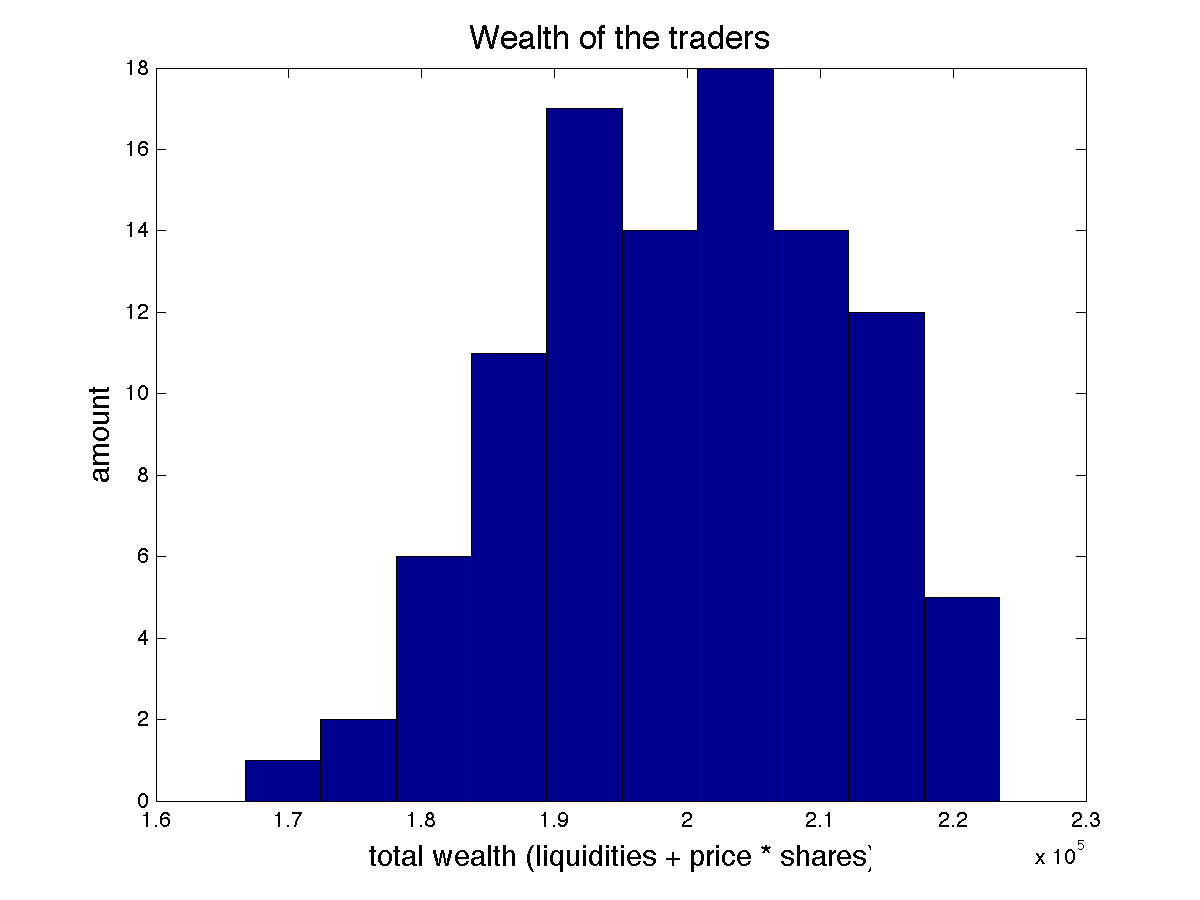 Wealth of the traders
18
16
14
12
10
8
6
4
2
0
amount
1.6 1.7 1.8 1.9 2 2.1 2.2 2.3
total wealth (liquidities + price * shares)
x 10^5